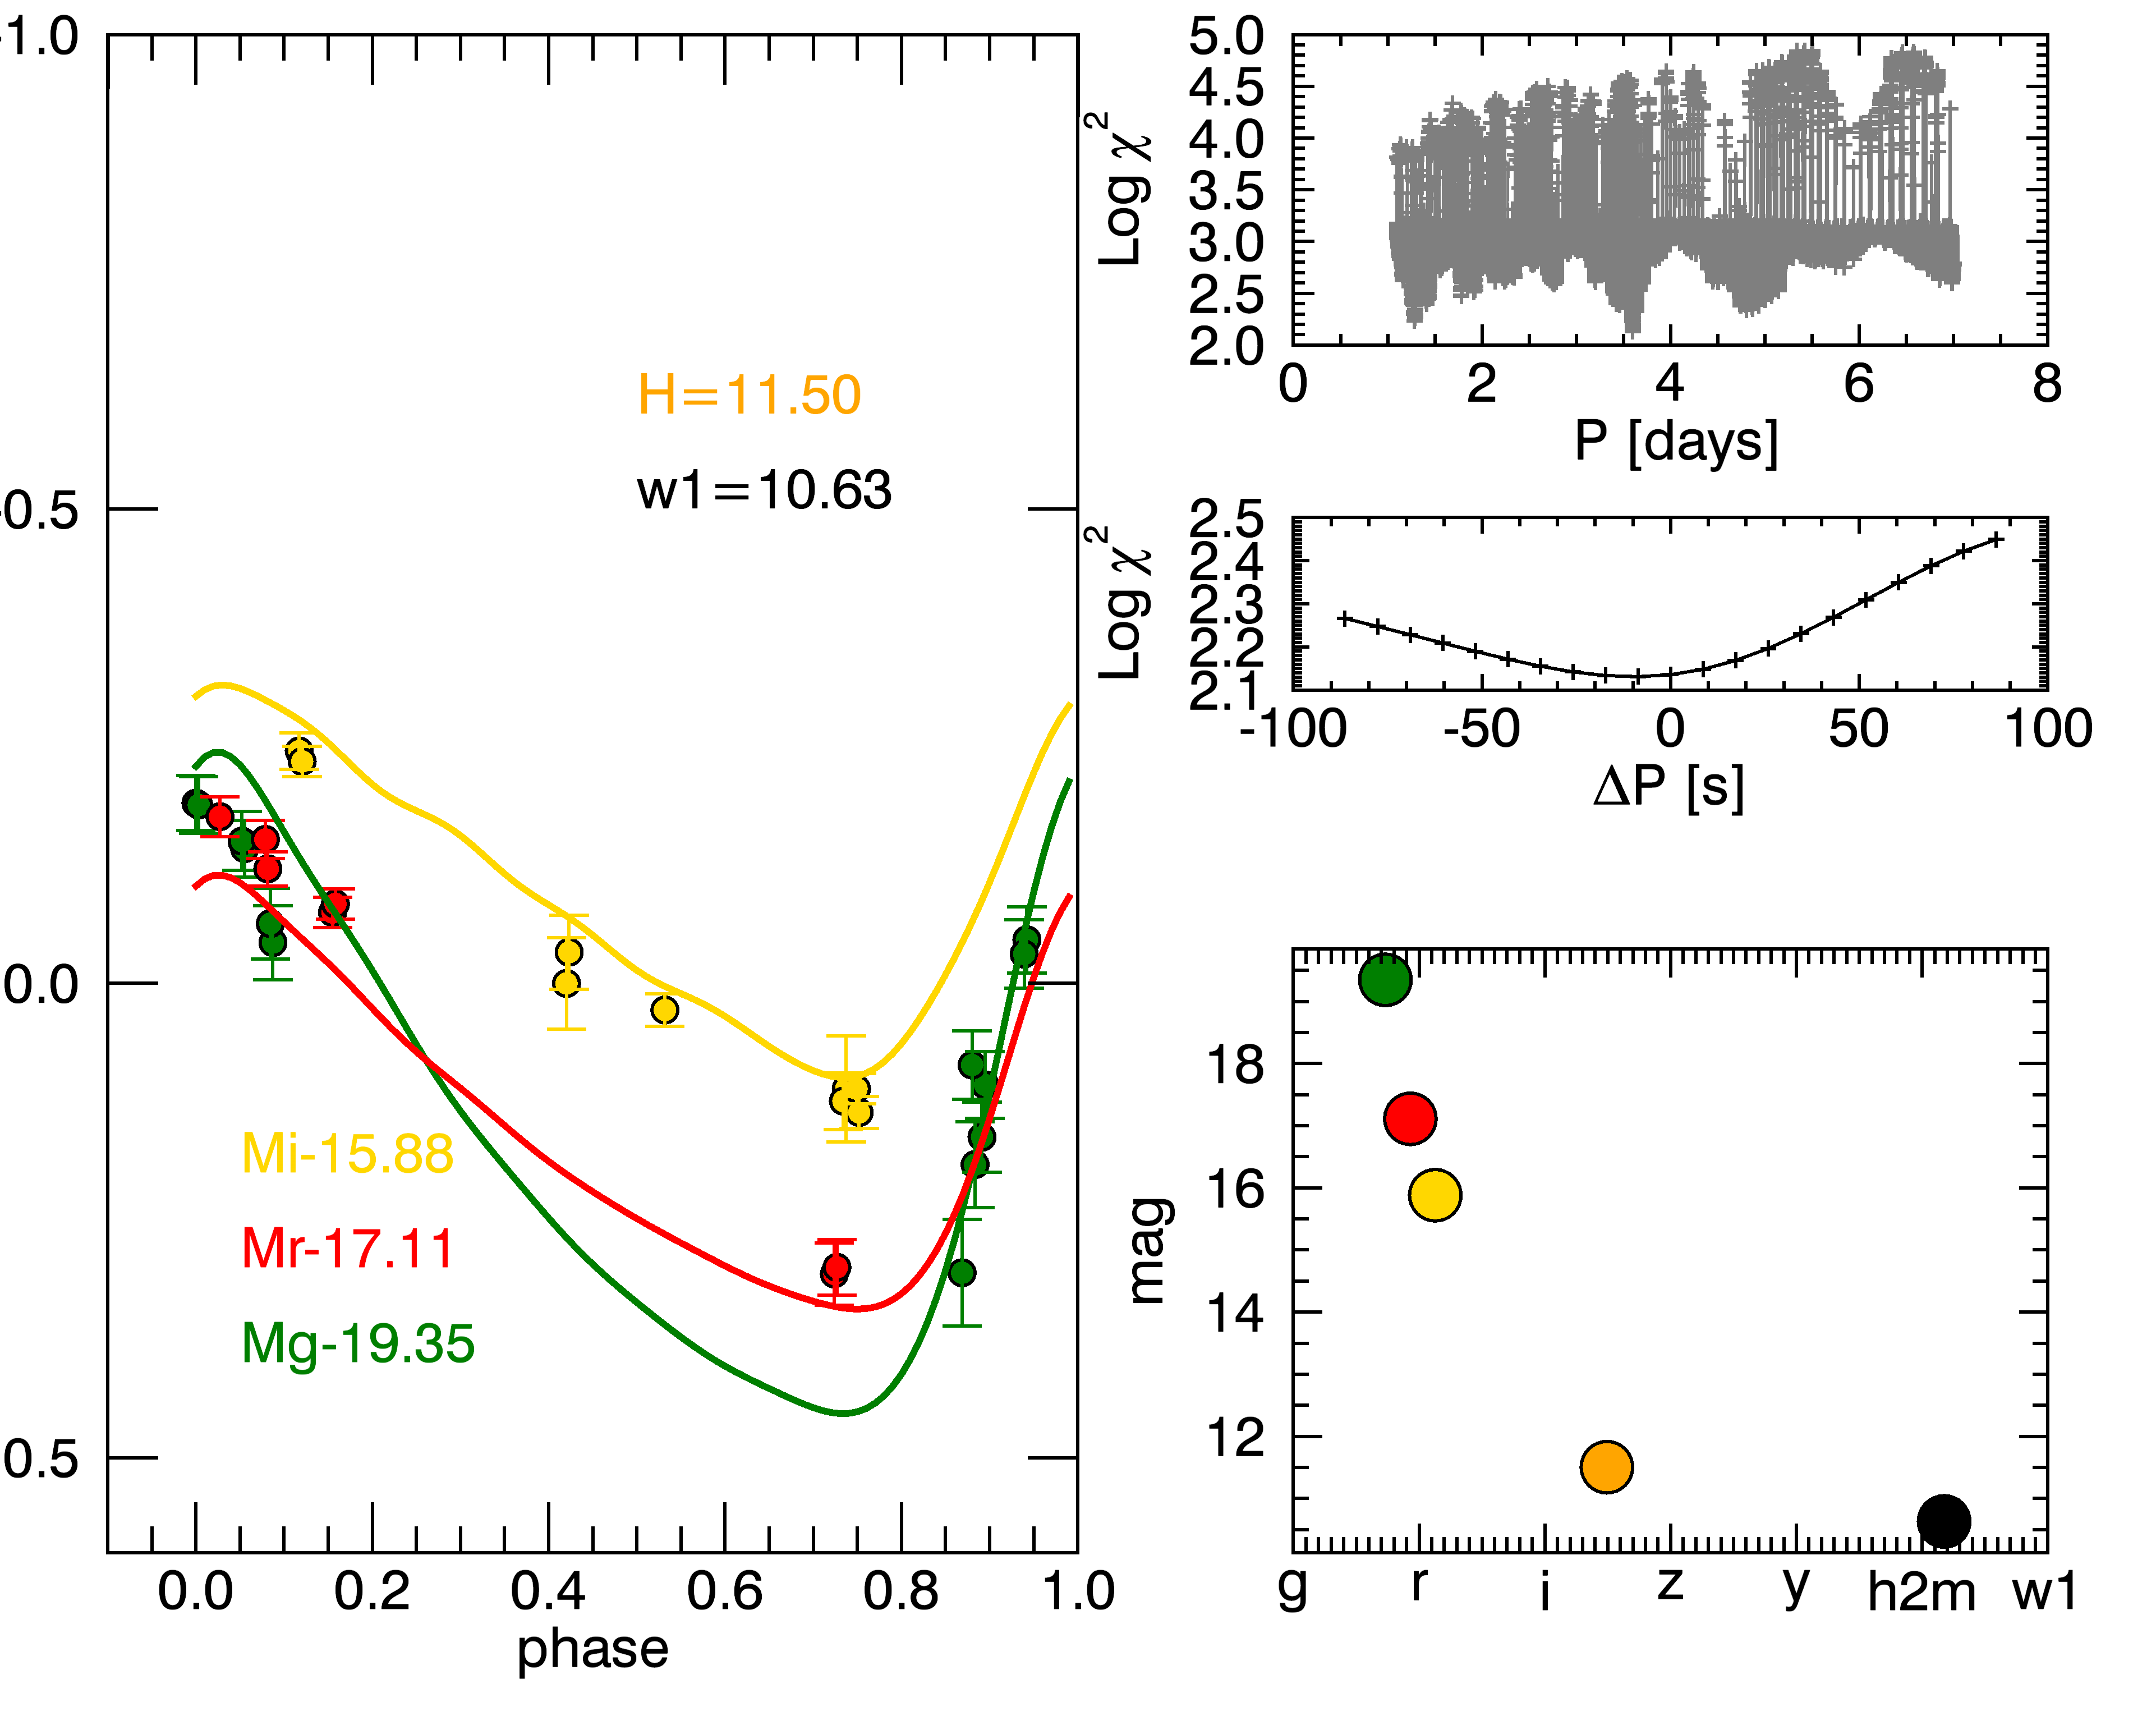 -1.0
-0.5
0.0
0.5
0.0 0.2 0.4 0.6 0.8 1.0
phase
H=11.50
w1=10.63
Mi-15.88
Mr-17.11
Mg-19.35
Log χ²
5.0
4.5
4.0
3.5
3.0
2.5
2.0
0 2 4 6 8
P [days]
Log χ²
2.5
2.4
2.3
2.2
2.1
-100 -50 0 50 100
ΔP [s]
mag
18
16
14
12
g r i z y h2m w1